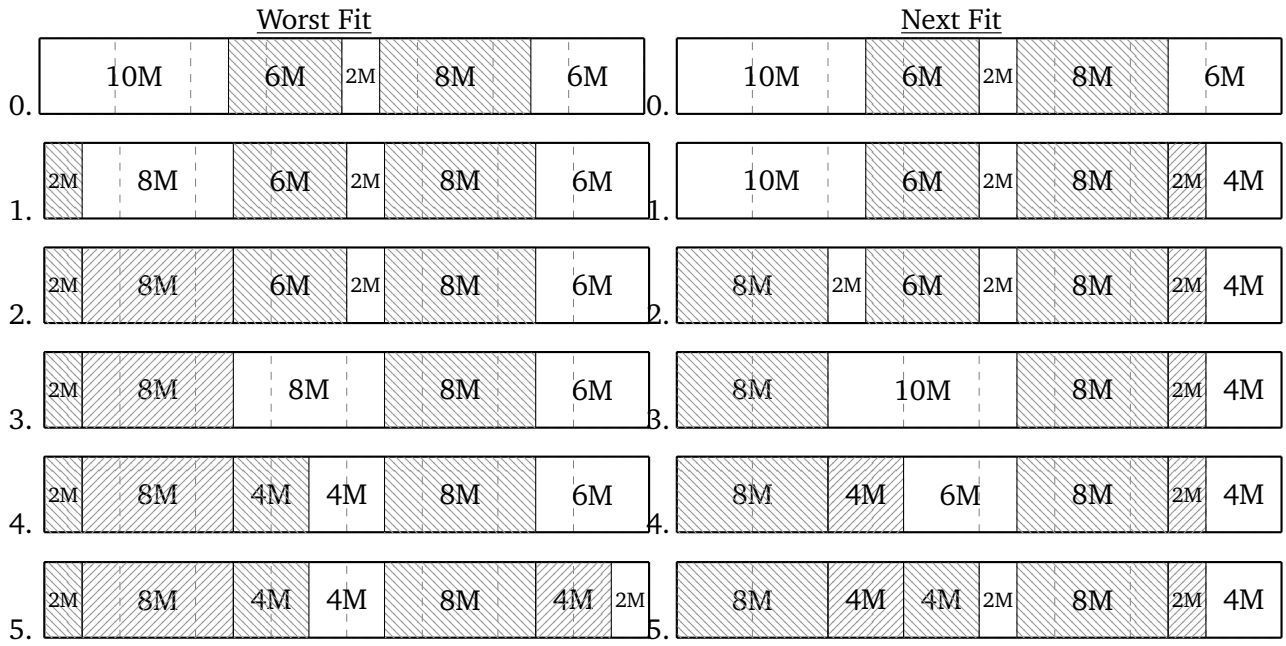 Worst Fit
0. 10M 6M 2M 8M 6M
1. 2M 8M 6M 2M 8M 6M
2. 2M 8M 6M 2M 8M 6M
3. 2M 8M 8M 8M 6M
4. 2M 8M 4M 4M 8M 6M
5. 2M 8M 4M 4M 8M 4M 2M
Next Fit
0. 10M 6M 2M 8M 6M
1. 10M 6M 2M 8M 2M 4M
2. 8M 2M 6M 2M 8M 2M 4M
3. 8M 10M 8M 2M 4M
4. 8M 4M 6M 8M 2M 4M
5. 8M 4M 4M 2M 8M 2M 4M